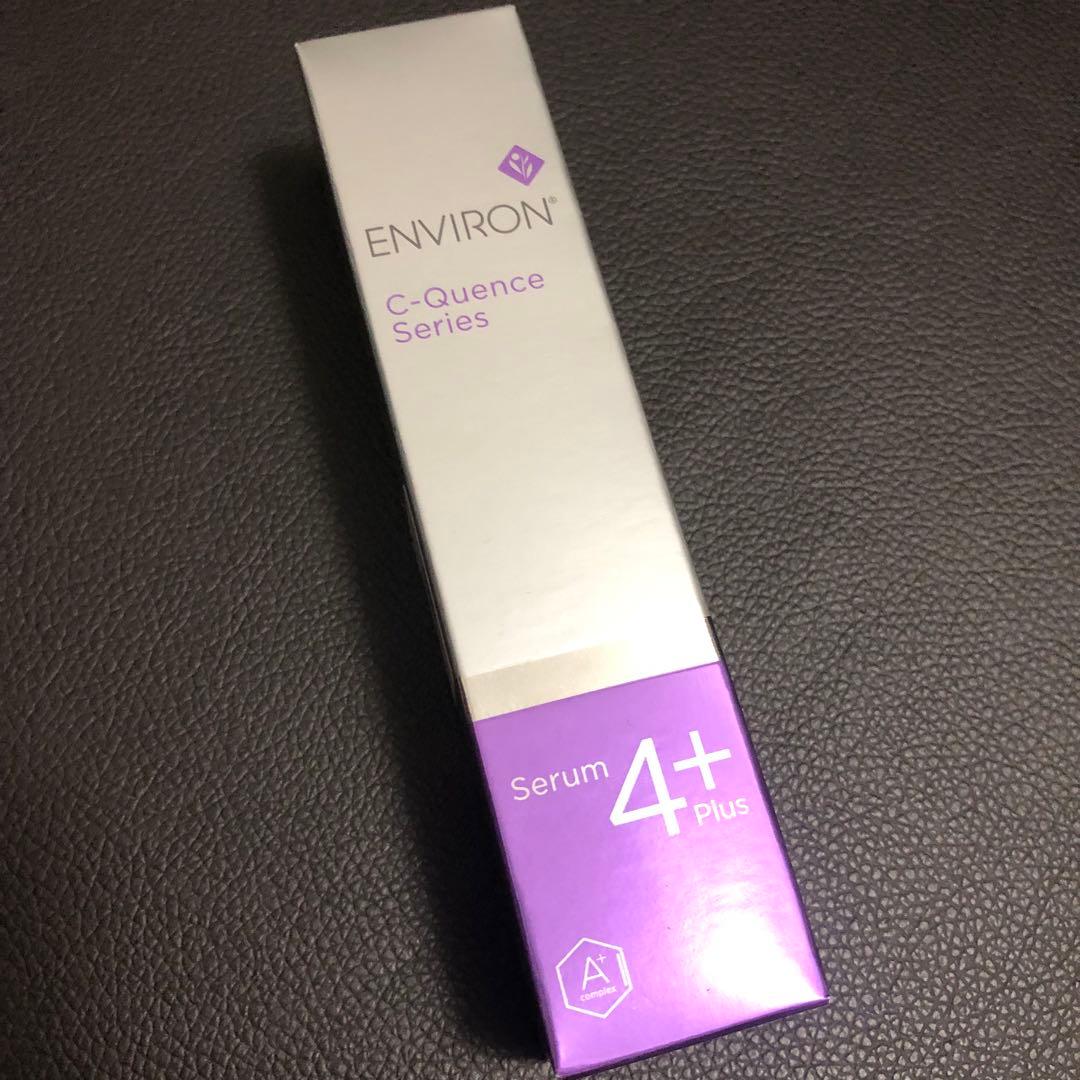 ENVIRON®
C-Quence
Series
Serum 4+
Plus
A+
complex